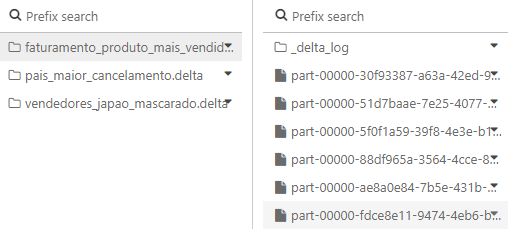 Prefix search
faturamento_produto_mais_vendid...
pais_maior_cancelamento.delta
vendedores_japao_mascarado.delta
Prefix search
_delta_log
part-00000-30f93387-a63a-42ed-9...
part-00000-51d7baae-7e25-4077-...
part-00000-5f0f1a59-39f8-4e3e-b1...
part-00000-88df965a-3564-4cce-8...
part-00000-ae8a0e84-7b5e-431b-...
part-00000-fdce8e11-9474-4eb6-b...